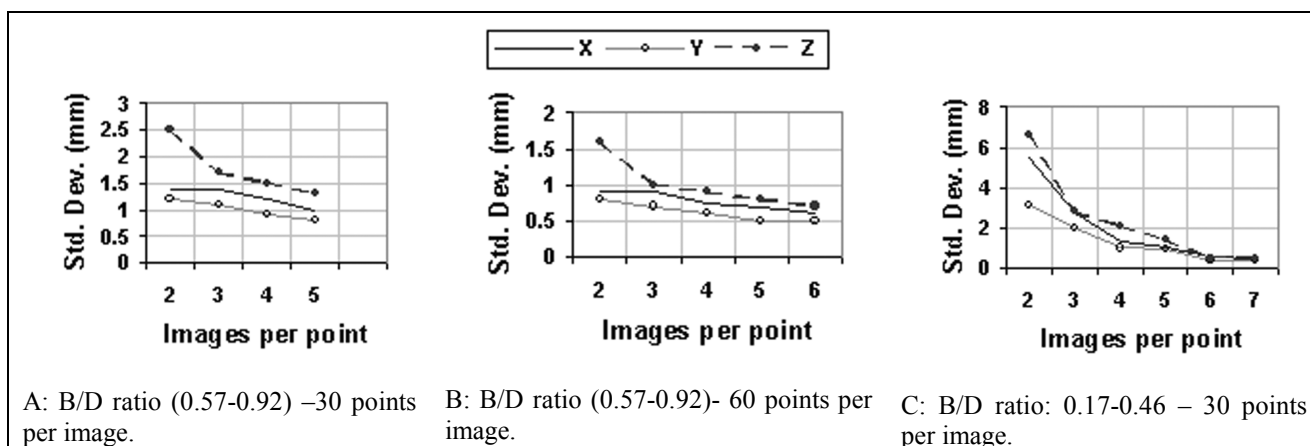 X Y Z
Std. Dev. (mm)
3
2.5
2
1.5
1
0.5
0
2 3 4 5
Images per point
Std. Dev. (mm)
2
1.5
1
0.5
0
2 3 4 5 6
Images per point
Std. Dev. (mm)
8
6
4
2
0
2 3 4 5 6 7
Images per point
A: B/D ratio (0.57-0.92) –30 points
per image.
B: B/D ratio (0.57-0.92)- 60 points per
image.
C: B/D ratio: 0.17-0.46 – 30 points
per image.